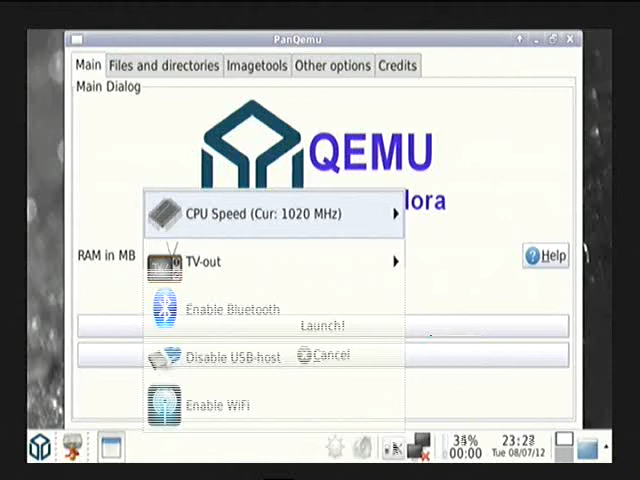 PanQemu
Main Files and directories Imagetools Other options Credits
Main Dialog
QEMU
lora
CPU Speed (Cur: 1020 MHz)
RAM in MB
TV-out
Help
Enable Bluetooth
Launch!
Disable USB-host
Cancel
Enable WiFi
34%
00:00
23:23
Tue 08/07/12